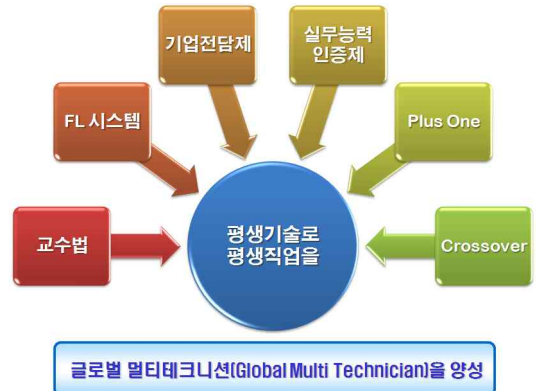 기업전담제
실무능력
인증제
FL 시스템
Plus One
교수법
평생기술로
평생직업을
Crossover
글로벌 멀티테크니션(Global Multi Technician)을 양성